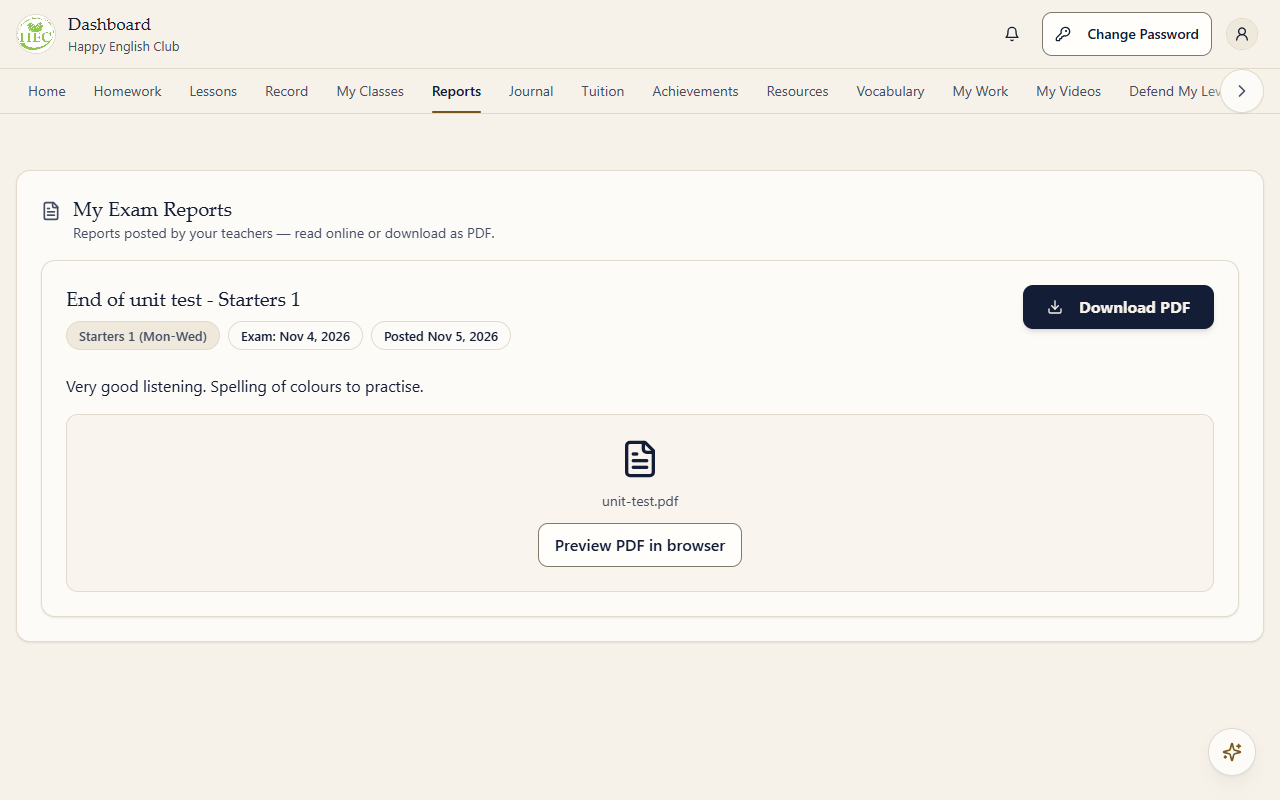 HEC
Dashboard
Happy English Club
Change Password
Home
Homework
Lessons
Record
My Classes
Reports
Journal
Tuition
Achievements
Resources
Vocabulary
My Work
My Videos
Defend My Lev
My Exam Reports
Reports posted by your teachers — read online or download as PDF.
End of unit test - Starters 1
Download PDF
Starters 1 (Mon-Wed)
Exam: Nov 4, 2026
Posted Nov 5, 2026
Very good listening. Spelling of colours to practise.
unit-test.pdf
Preview PDF in browser